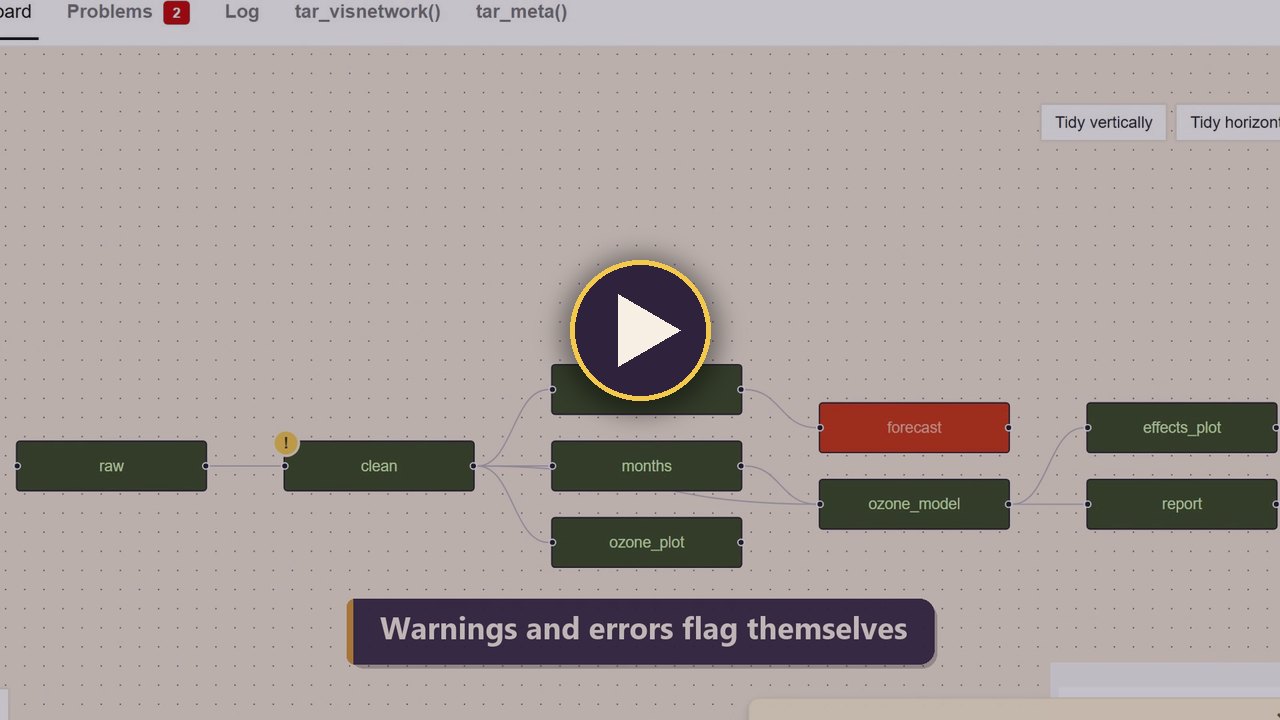 oard Problems 2 Log tar_visnetwork() tar_meta()
Tidy vertically Tidy horizont
forecast effects_plot
! raw clean months
ozone_model report
ozone_plot
Warnings and errors flag themselves